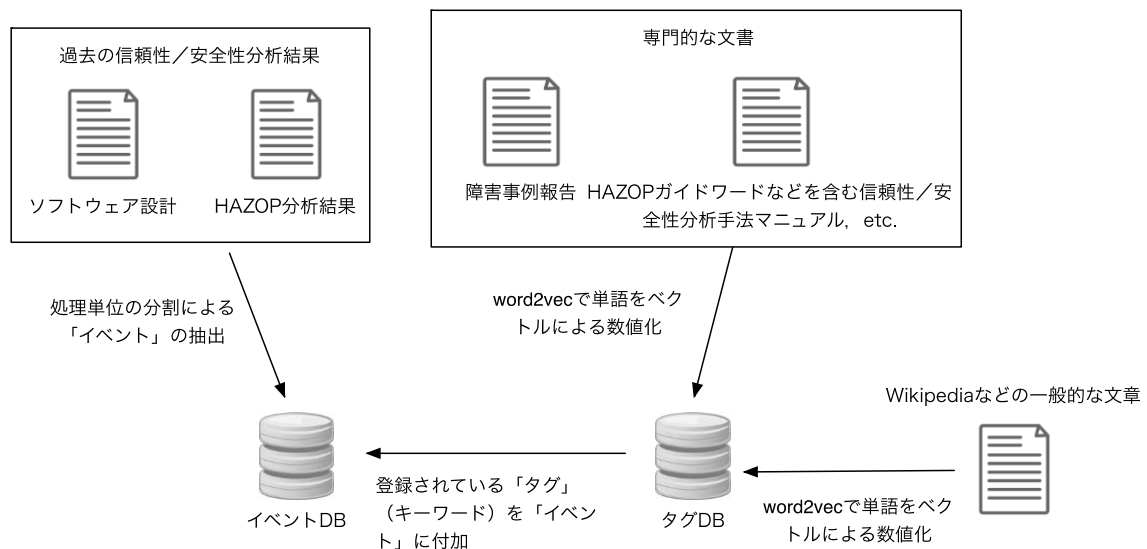 過去の信頼性／安全性分析結果
ソフトウェア設計
HAZOP分析結果
専門的な文書
障害事例報告
HAZOPガイドワードなどを含む信頼性／安
全性分析手法マニュアル，etc.
処理単位の分割による
「イベント」の抽出
word2vecで単語をベク
トルによる数値化
Wikipediaなどの一般的な文章
イベントDB
登録されている「タグ」
（キーワード）を「イベン
ト」に付加
タグDB
word2vecで単語をベク
トルによる数値化